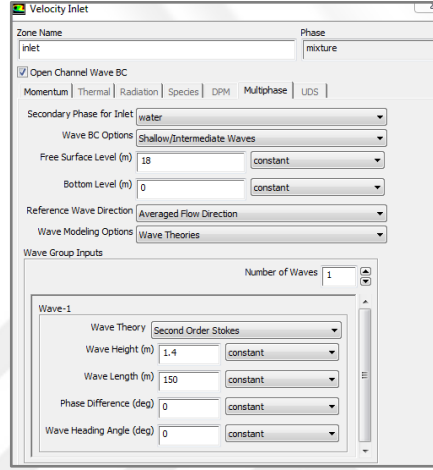 Velocity Inlet
Zone Name Phase
inlet mixture
Open Channel Wave BC
Momentum Thermal Radiation Species DPM Multiphase UDS
Secondary Phase for Inlet water
Wave BC Options Shallow/Intermediate Waves
Free Surface Level (m) 18 constant
Bottom Level (m) 0 constant
Reference Wave Direction Averaged Flow Direction
Wave Modeling Options Wave Theories
Wave Group Inputs
Number of Waves 1
Wave-1
Wave Theory Second Order Stokes
Wave Height (m) 1.4 constant
Wave Length (m) 150 constant
Phase Difference (deg) 0 constant
Wave Heading Angle (deg) 0 constant